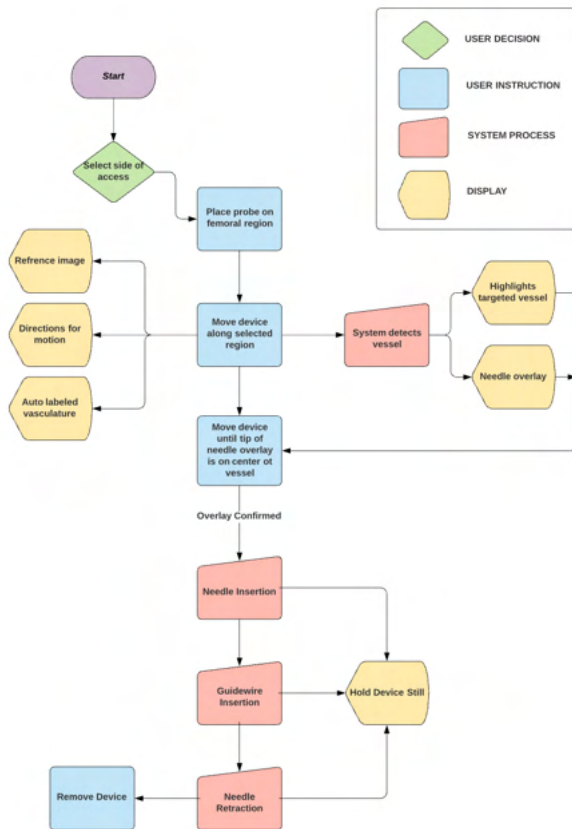 USER DECISION
Start
USER INSTRUCTION
SYSTEM PROCESS
Select side of
access
DISPLAY
Place probe on
femoral region
Refrence image
Highlights
targeted vessel
Directions for
motion
Move device
along selected
region
System detects
vessel
Needle overlay
Auto labeled
vasculature
Move device
until tip of
needle overlay
is on center ot
vessel
Overlay Confirmed
Needle Insertion
Guidewire
Insertion
Hold Device Still
Remove Device
Needle
Retraction